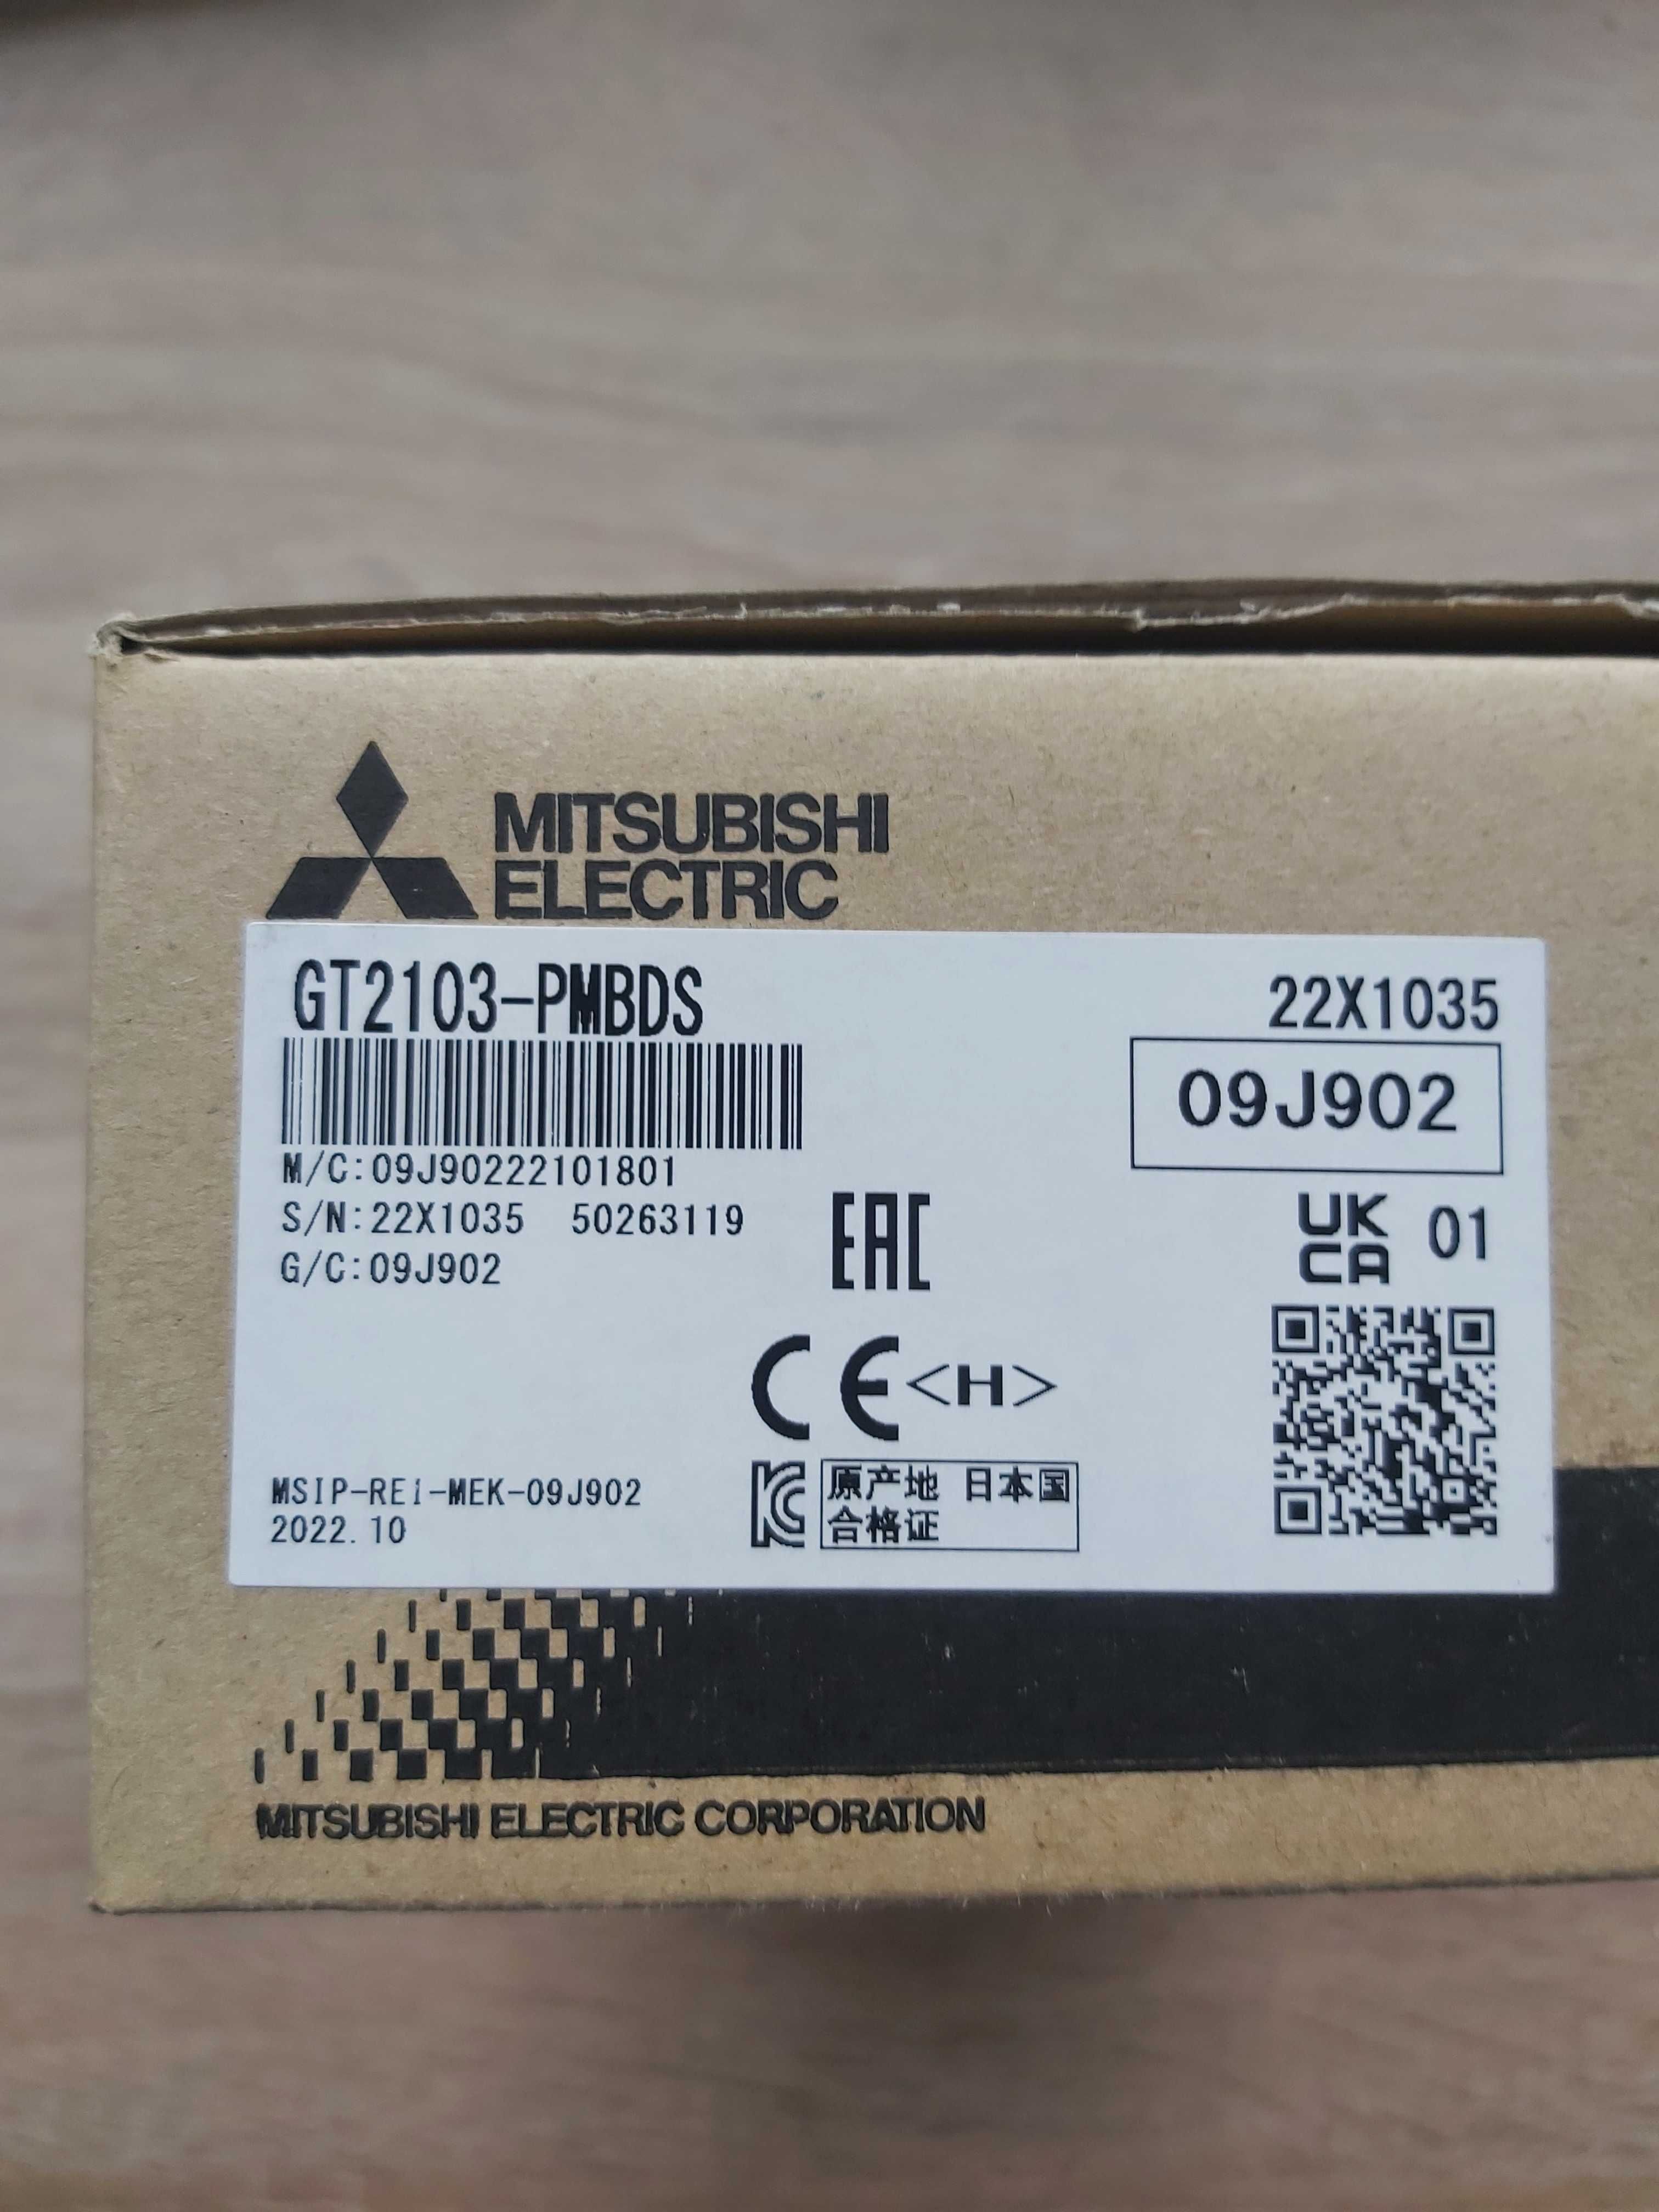 MITSUBISHI
ELECTRIC
GT2103-PMBDS
22X1035
09J902
M/C:09J90222101801
S/N:22X1035 50263119
G/C:09J902
EAC
UK
CA 01
CE<H>
MSIP-REi-MEK-09J902
2022.10
KC
原产地 日本国
合格证
MITSUBISHI ELECTRIC CORPORATION